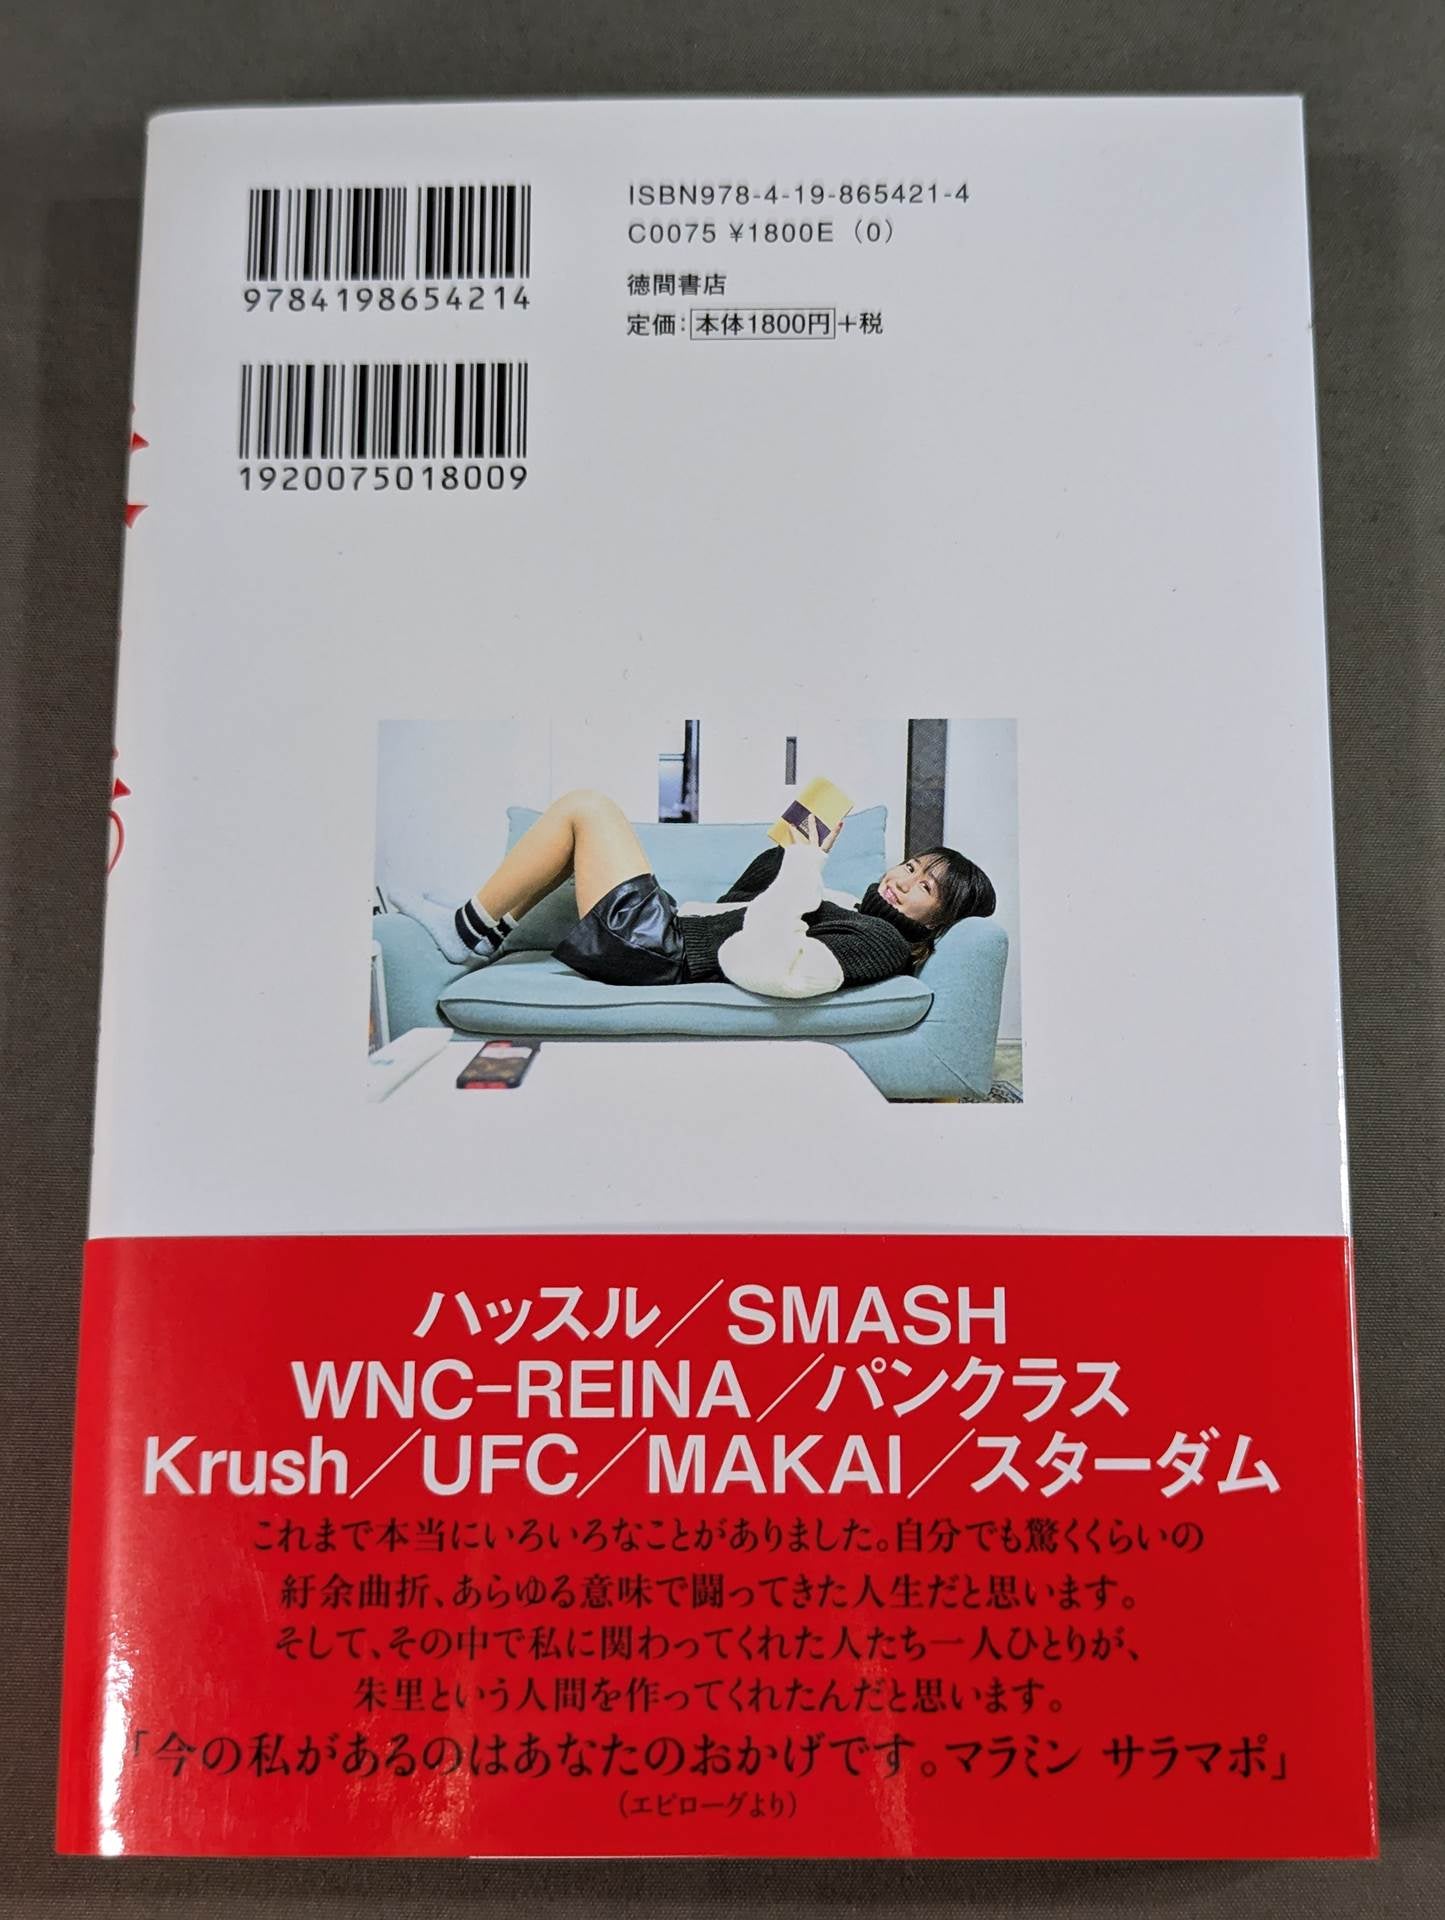 ISBN978-4-19-865421-4
C0075 ¥1800E (0)
徳間書店
定価：本体1800円+税
9784198654214
1920075018009
ハッスル／SMASH
WNC-REINA／パンクラス
Krush／UFC／MAKAI／スターダム
これまで本当にいろいろなことがありました。自分でも驚くくらいの
紆余曲折、あらゆる意味で闘ってきた人生だと思います。
そして、その中で私に関わってくれた人たち一人ひとりが、
朱里という人間を作ってくれたんだと思います。
「今の私があるのはあなたのおかげです。マラミン サラマポ」
（エピローグより）